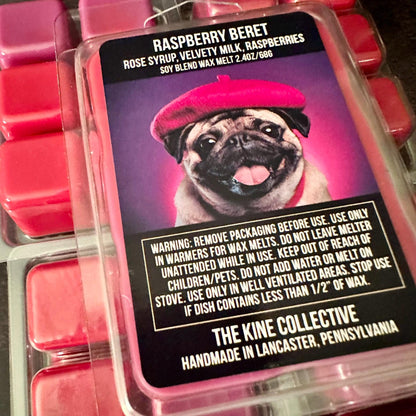 RASPBERRY BERET
ROSE SYRUP, VELVETY MILK, RASPBERRIES
SOY BLEND WAX MELT 2.4OZ/68G
WARNING: REMOVE PACKAGING BEFORE USE. USE ONLY
IN WARMERS FOR WAX MELTS. DO NOT LEAVE MELTER
UNATTENDED WHILE IN USE. KEEP OUT OF REACH OF
CHILDREN/PETS. DO NOT ADD WATER OR MELT ON
STOVE. USE ONLY IN WELL VENTILATED AREAS. STOP USE
IF DISH CONTAINS LESS THAN 1/2" OF WAX.
THE KINE COLLECTIVE
HANDMADE IN LANCASTER, PENNSYLVANIA